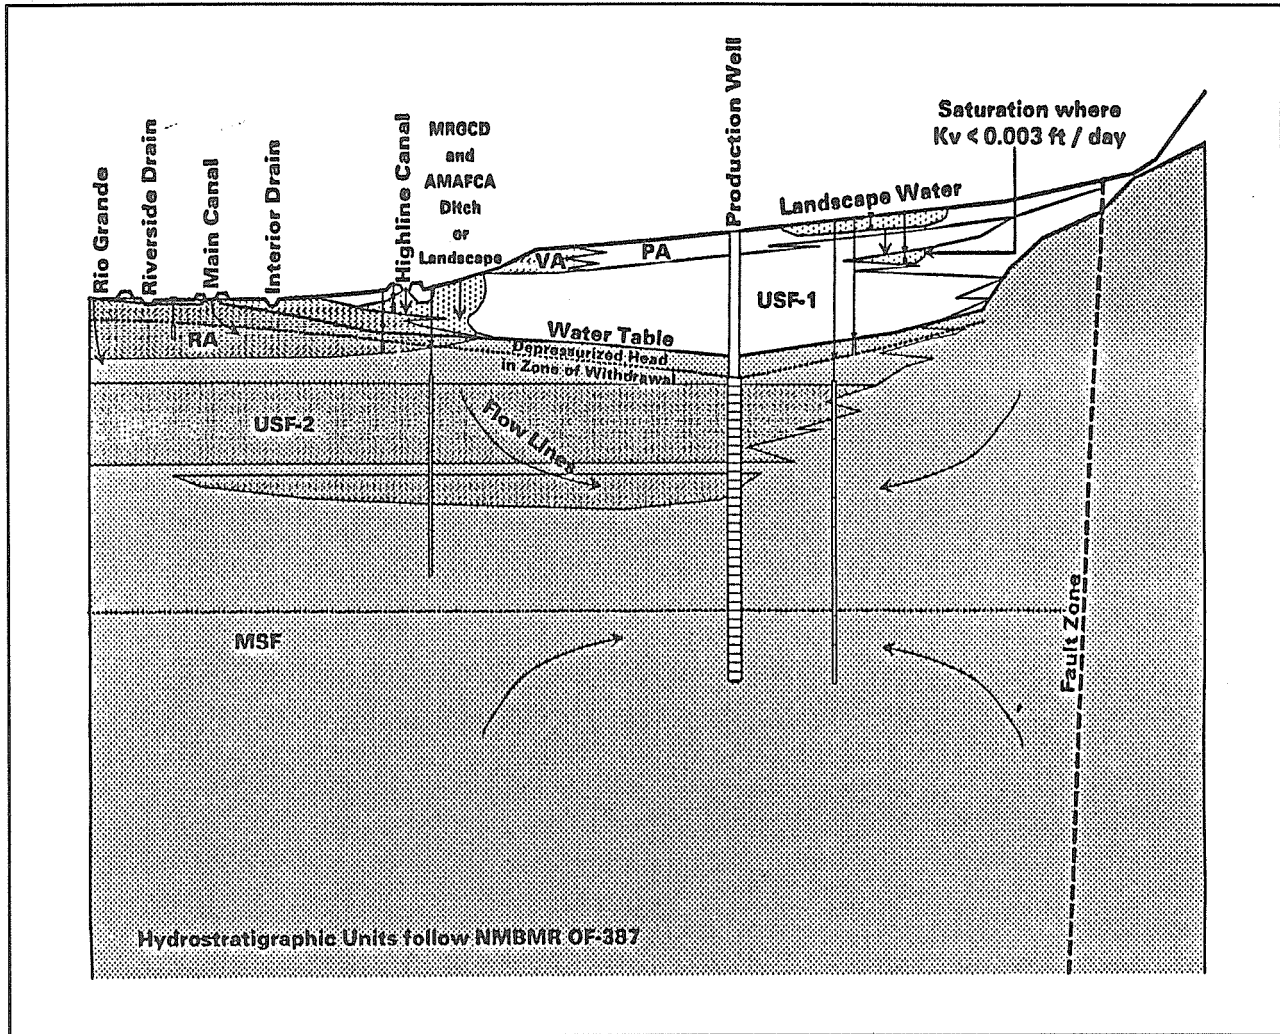 Rio Grande
Riverside Drain
Main Canal
Interior Drain
Highline Canal
MRGCD
and
AMAFCA
Ditch
or
Landscape
Production Well
Saturation where
Kv < 0.003 ft / day
Landscape Water
VA
PA
USF-1
RA
Water Table
Depressurized Head
in Zone of Withdrawal
USF-2
Flow Lines
MSF
Fault Zone
Hydrostratigraphic Units follow NMBMR OF-387